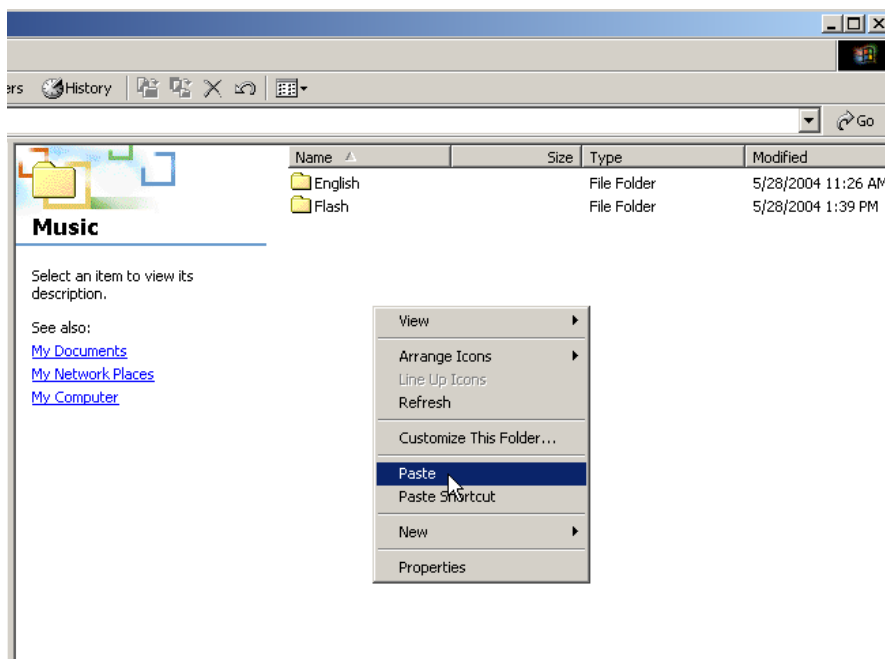 ers History
Go
Name Size Type Modified
English File Folder 5/28/2004 11:26 AM
Flash File Folder 5/28/2004 1:39 PM
Music
Select an item to view its
description.
See also:
My Documents
My Network Places
My Computer
View
Arrange Icons
Line Up Icons
Refresh
Customize This Folder...
Paste
Paste Shortcut
New
Properties